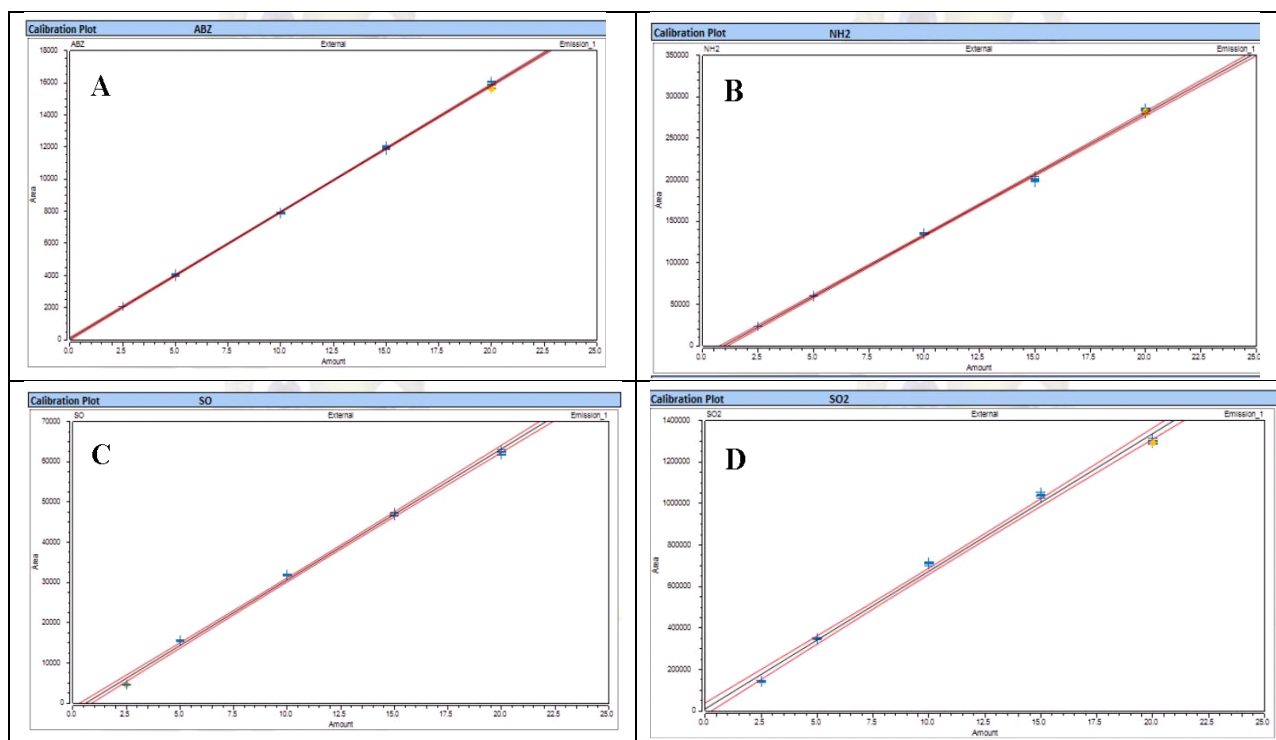 Calibration Plot ABZ
ABZ External Emission_1
A
18000
16000
14000
12000
10000
8000
6000
4000
2000
0
Area
0.0 2.5 5.0 7.5 10.0 12.5 15.0 17.5 20.0 22.5 25.0
Amount
Calibration Plot NH2
NH2 External Emission_1
B
350000
300000
250000
200000
150000
100000
50000
0
Area
0.0 2.5 5.0 7.5 10.0 12.5 15.0 17.5 20.0 22.5 25.0
Amount
Calibration Plot SO
SO External Emission_1
C
70000
60000
50000
40000
30000
20000
10000
0
Area
0.0 2.5 5.0 7.5 10.0 12.5 15.0 17.5 20.0 22.5 25.0
Amount
Calibration Plot SO2
SO2 External Emission_1
D
1400000
1200000
1000000
800000
600000
400000
200000
0
Area
0.0 2.5 5.0 7.5 10.0 12.5 15.0 17.5 20.0 22.5 25.0
Amount